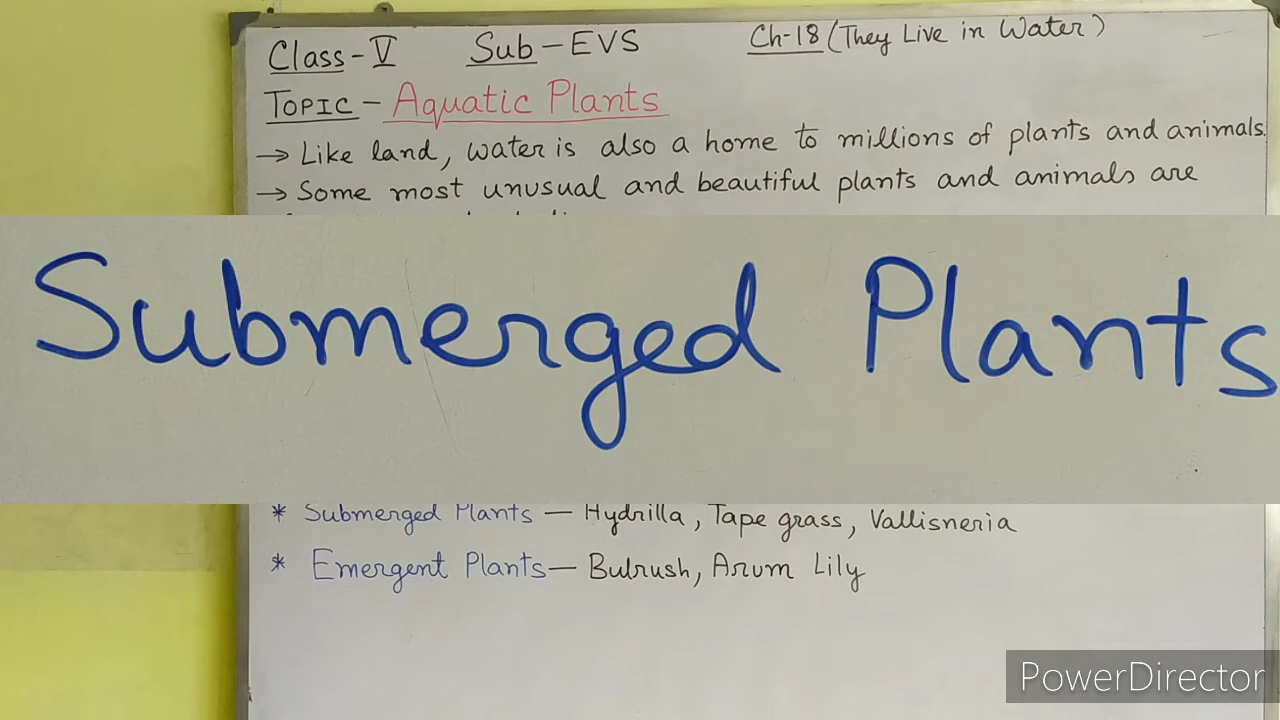 Class-V Sub-EVS Ch-18 (They Live in Water)
TOPIC - Aquatic Plants
→ Like land, water is also a home to millions of plants and animals.
→ Some most unusual and beautiful plants and animals are
Submerged Plants
* Submerged Plants — Hydrilla, Tape grass, Vallisneria
* Emergent Plants — Bulrush, Arum Lily
PowerDirector